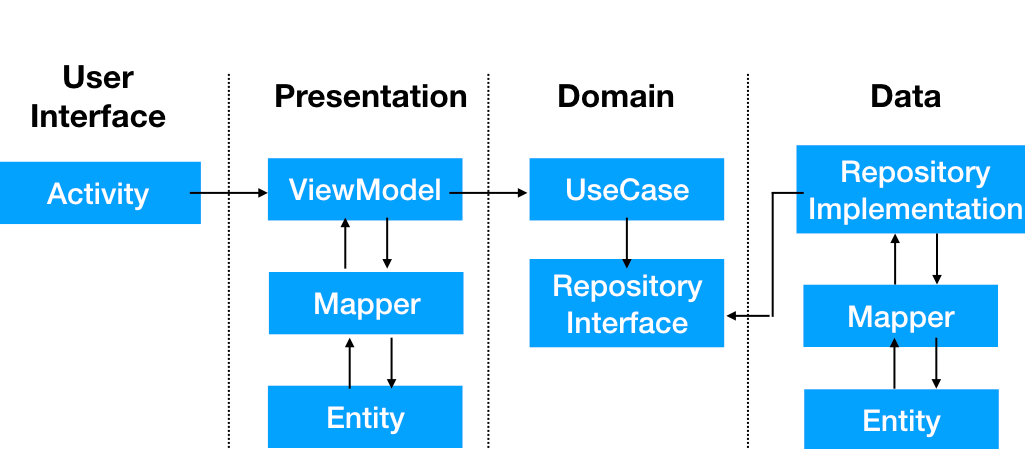 User
Interface
Presentation
Domain
Data
Activity
ViewModel
UseCase
Repository
Implementation
Mapper
Repository
Interface
Mapper
Entity
Entity